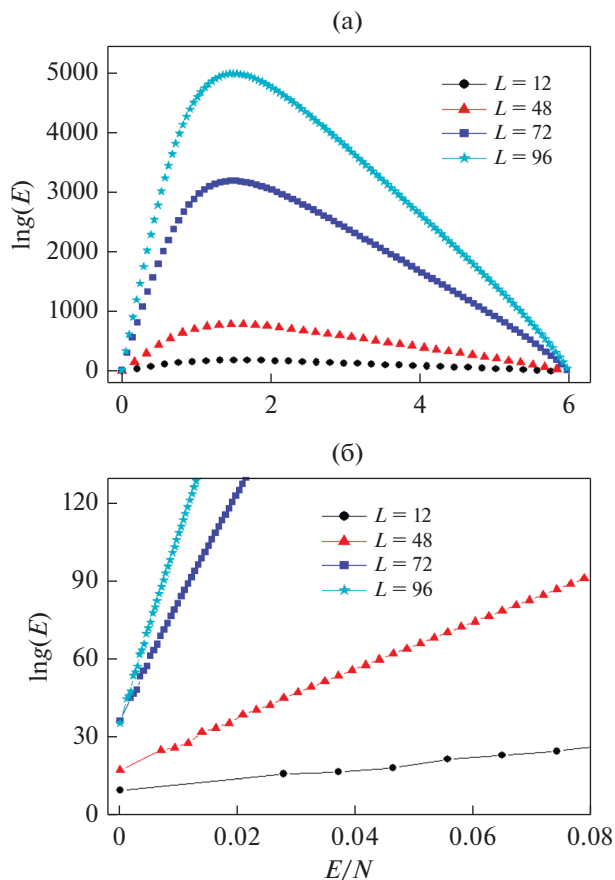 (а)
5000
4000
3000
2000
1000
0
lng(E)
L = 12
L = 48
L = 72
L = 96
0
2
4
6
(б)
120
90
60
30
0
lng(E)
L = 12
L = 48
L = 72
L = 96
0
0.02
0.04
0.06
0.08
E/N